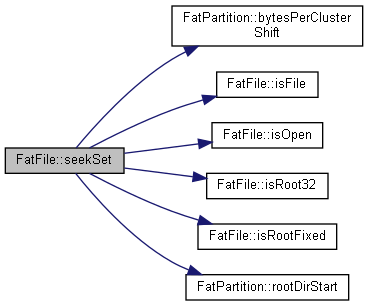 FatPartition::bytesPerCluster
Shift
FatFile::isFile
FatFile::isOpen
FatFile::seekSet
FatFile::isRoot32
FatFile::isRootFixed
FatPartition::rootDirStart